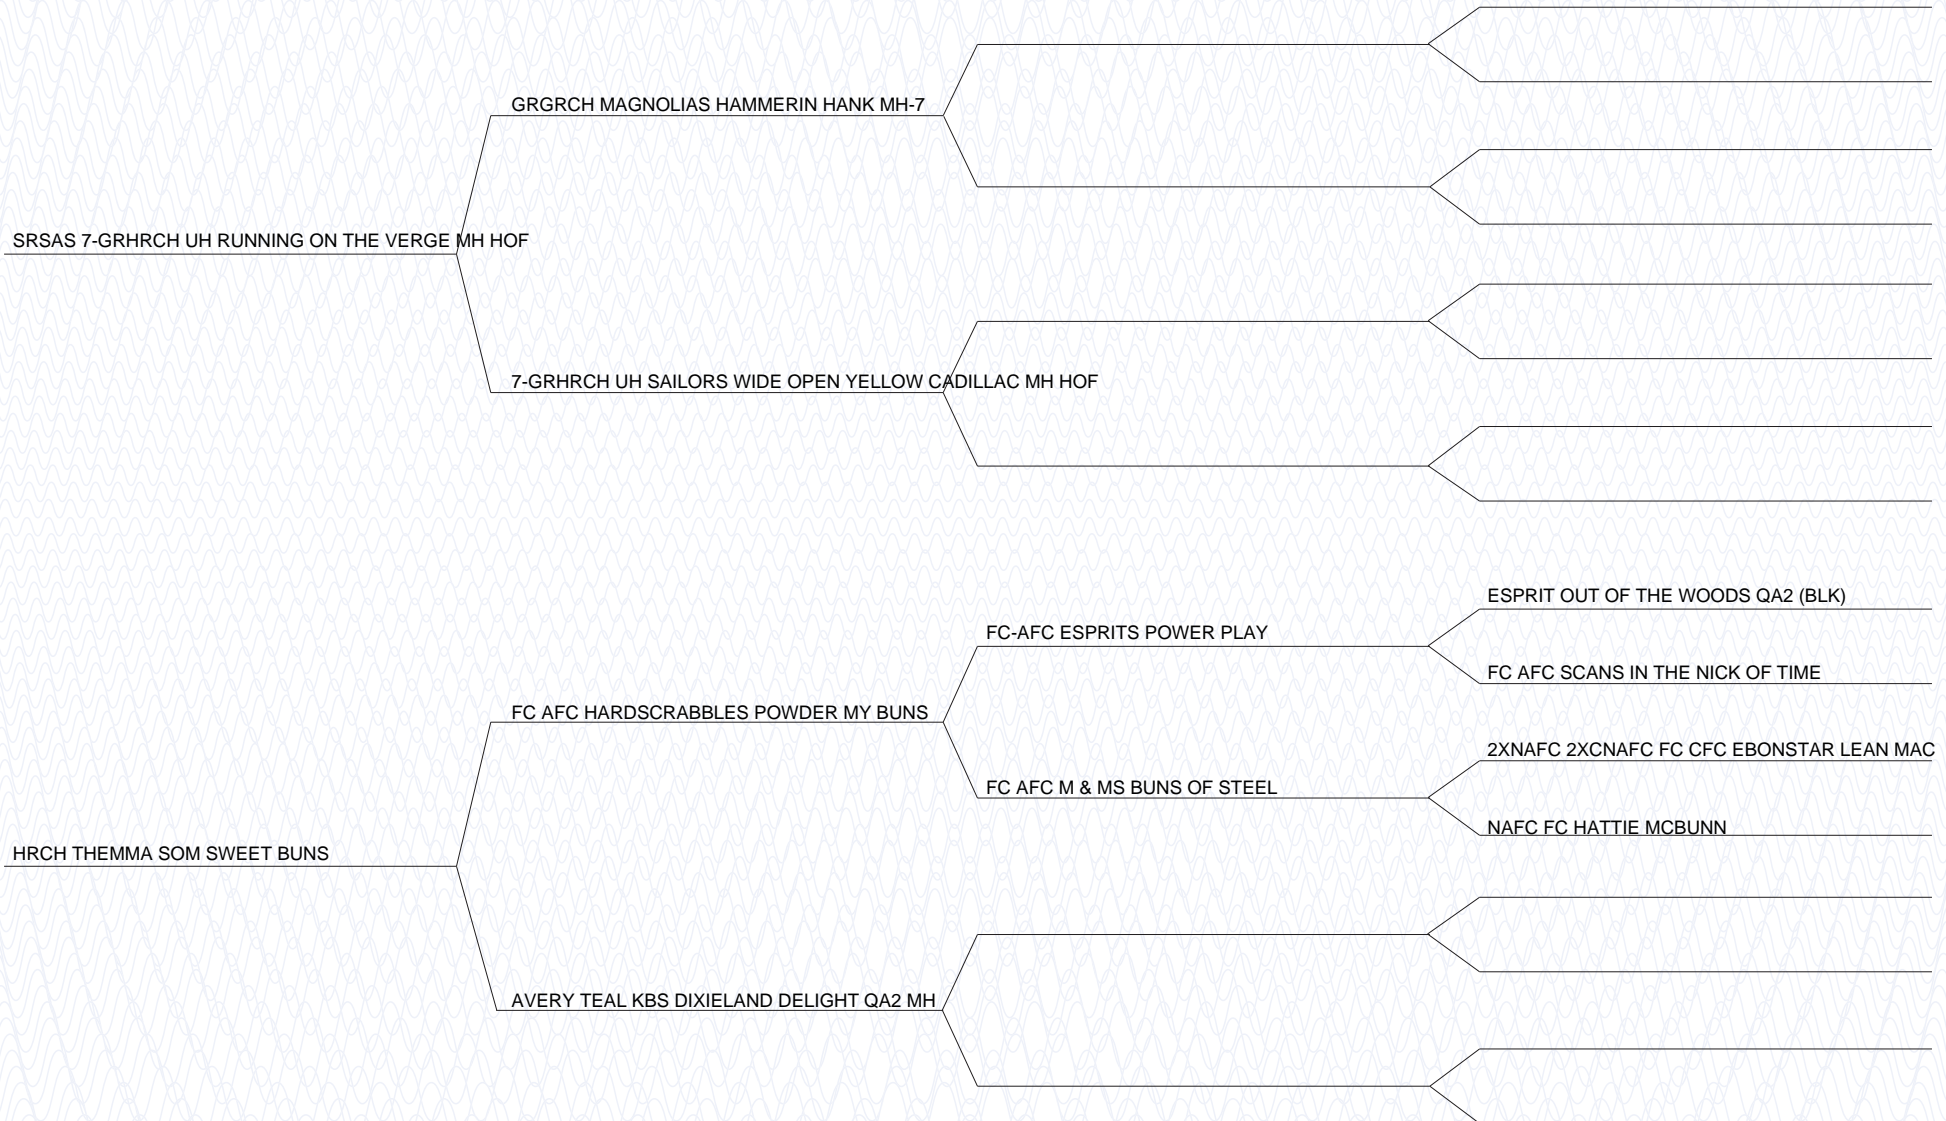 GRGRCH MAGNOLIAS HAMMERIN HANK MH-7
SRSAS 7-GRHRCH UH RUNNING ON THE VERGE MH HOF
7-GRHRCH UH SAILORS WIDE OPEN YELLOW CADILLAC MH HOF
ESPRIT OUT OF THE WOODS QA2 (BLK)
FC-AFC ESPRITS POWER PLAY
FC AFC SCANS IN THE NICK OF TIME
FC AFC HARDSCRABBLES POWDER MY BUNS
2XNAFC 2XCNAFC FC CFC EBONSTAR LEAN MAC
FC AFC M & MS BUNS OF STEEL
NAFC FC HATTIE MCBUNN
HRCH THEMMA SOM SWEET BUNS
AVERY TEAL KBS DIXIELAND DELIGHT QA2 MH